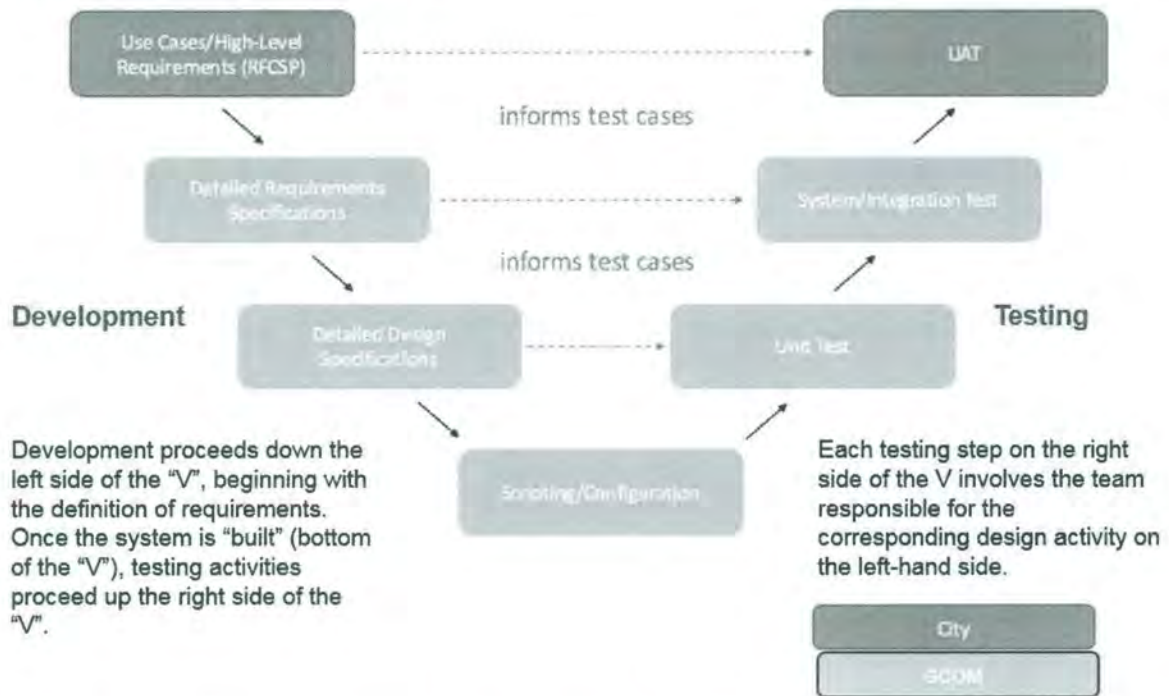 Use Cases/High-Level
Requirements (RFCSP)
UAT
informs test cases
Detailed Requirements
Specifications
System/Integration Test
informs test cases
Development
Testing
Detailed Design
Specifications
Unit Test
Development proceeds down the
left side of the “V”, beginning with
the definition of requirements.
Once the system is “built” (bottom
of the “V”), testing activities
proceed up the right side of the
“V”.
Scripting/Configuration
Each testing step on the right
side of the V involves the team
responsible for the
corresponding design activity on
the left-hand side.
City
GCOM